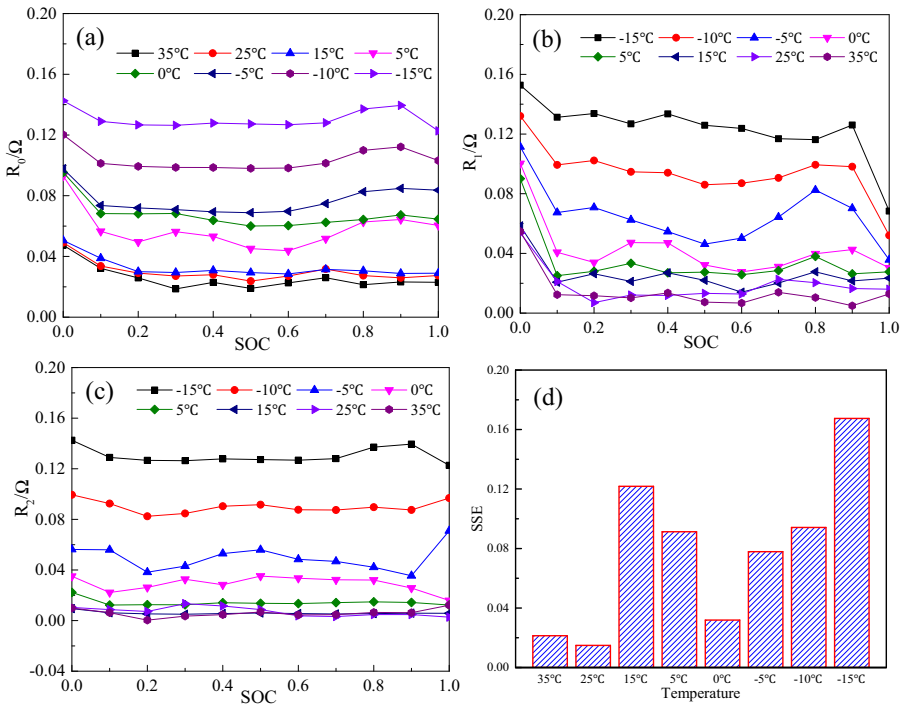 (a)
35℃ 25℃ 15℃ 5℃
0℃ -5℃ -10℃ -15℃
0.20
0.16
0.12
0.08
0.04
0.00
R0/Ω
0.0 0.2 0.4 0.6 0.8 1.0
SOC
(b)
-15℃ -10℃ -5℃ 0℃
5℃ 15℃ 25℃ 35℃
0.20
0.16
0.12
0.08
0.04
0.00
R1/Ω
0.0 0.2 0.4 0.6 0.8 1.0
SOC
(c)
-15℃ -10℃ -5℃ 0℃
5℃ 15℃ 25℃ 35℃
0.20
0.16
0.12
0.08
0.04
0.00
-0.04
R2/Ω
0.0 0.2 0.4 0.6 0.8 1.0
SOC
(d)
0.20
0.16
0.12
0.08
0.04
0.00
SSE
35℃ 25℃ 15℃ 5℃ 0℃ -5℃ -10℃ -15℃
Temperature